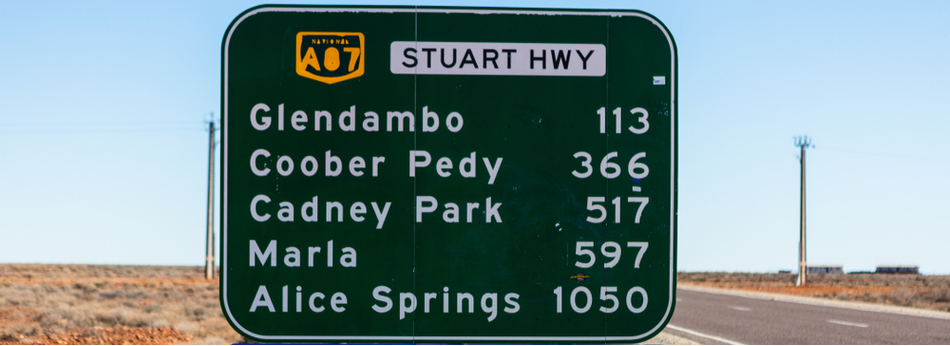 NATIONAL
A87 STUART HWY
Glendambo 113
Coober Pedy 366
Cadney Park 517
Marla 597
Alice Springs 1050